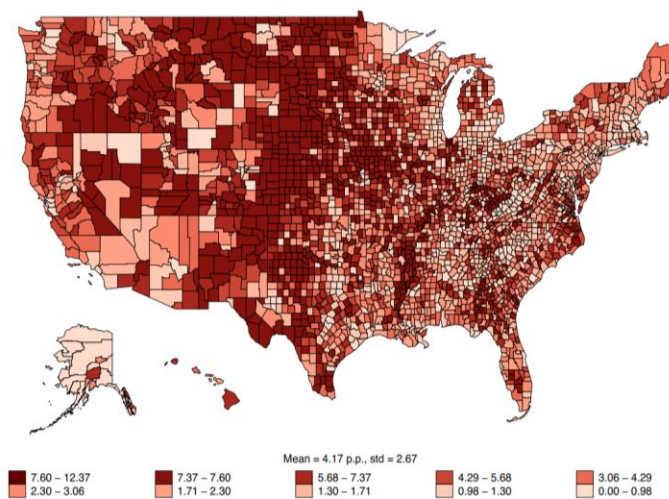 Mean = 4.17 p.p., std = 2.67
7.60 – 12.37 7.37 – 7.60 5.68 – 7.37 4.29 – 5.68 3.06 – 4.29
2.30 – 3.06 1.71 – 2.30 1.30 – 1.71 0.98 – 1.30 0.00 – 0.98